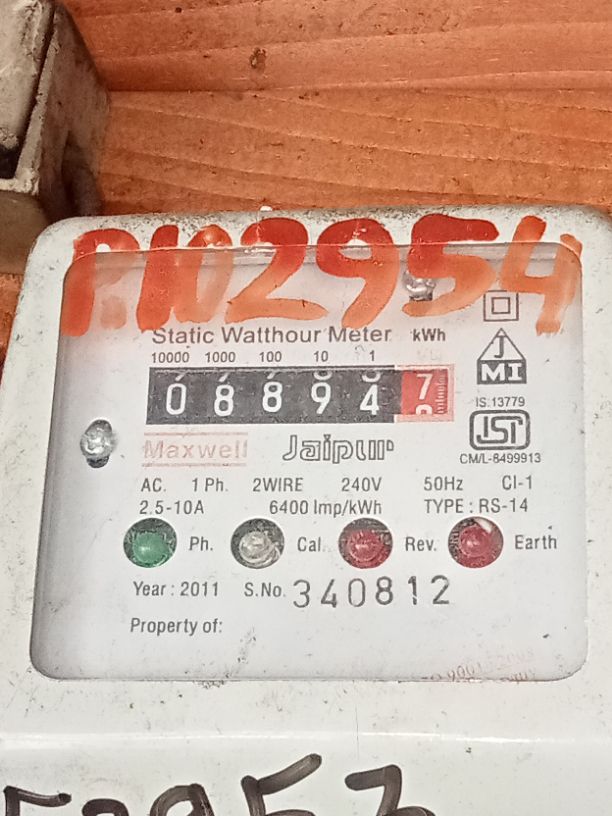 P.102954
Static Watthour Meter kWh
10000 1000 100 10 1
0 8 8 9 4 7
J
MI
IS.13779
ISI
CM/L-8499913
Maxwell Jaipur
AC. 1 Ph. 2WIRE 240V 50Hz Cl-1
2.5-10A 6400 Imp/kWh TYPE : RS-14
Ph. Cal. Rev. Earth
Year : 2011 S.No. 340812
Property of: